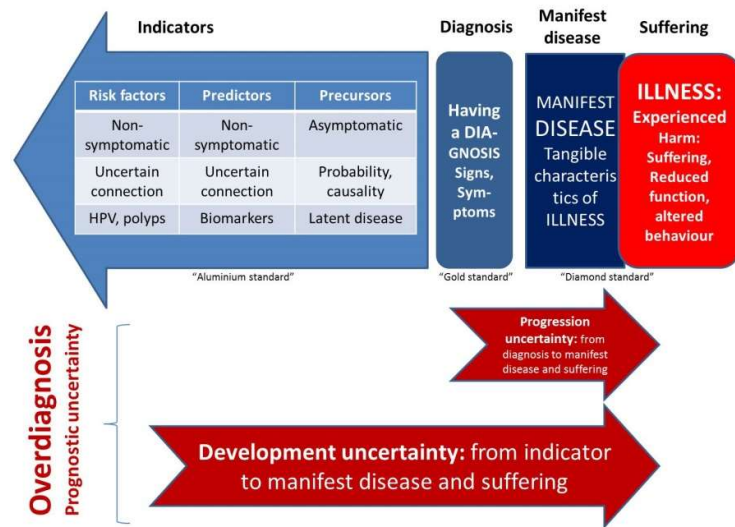 Indicators
Diagnosis
Manifest
disease
Suffering
Risk factors
Predictors
Precursors
Non-
symptomatic
Non-
symptomatic
Asymptomatic
Uncertain
connection
Uncertain
connection
Probability,
causality
HPV, polyps
Biomarkers
Latent disease
Having
a DIA-
GNOSIS
Signs,
Sym-
ptoms
MANIFEST
DISEASE
Tangible
characteris
tics of
ILLNESS
ILLNESS:
Experienced
Harm:
Suffering,
Reduced
function,
altered
behaviour
"Aluminium standard"
"Gold standard"
"Diamond standard"
Overdiagnosis
Prognostic uncertainty
Progression
uncertainty: from
diagnosis to manifest
disease and suffering
Development uncertainty: from indicator
to manifest disease and suffering